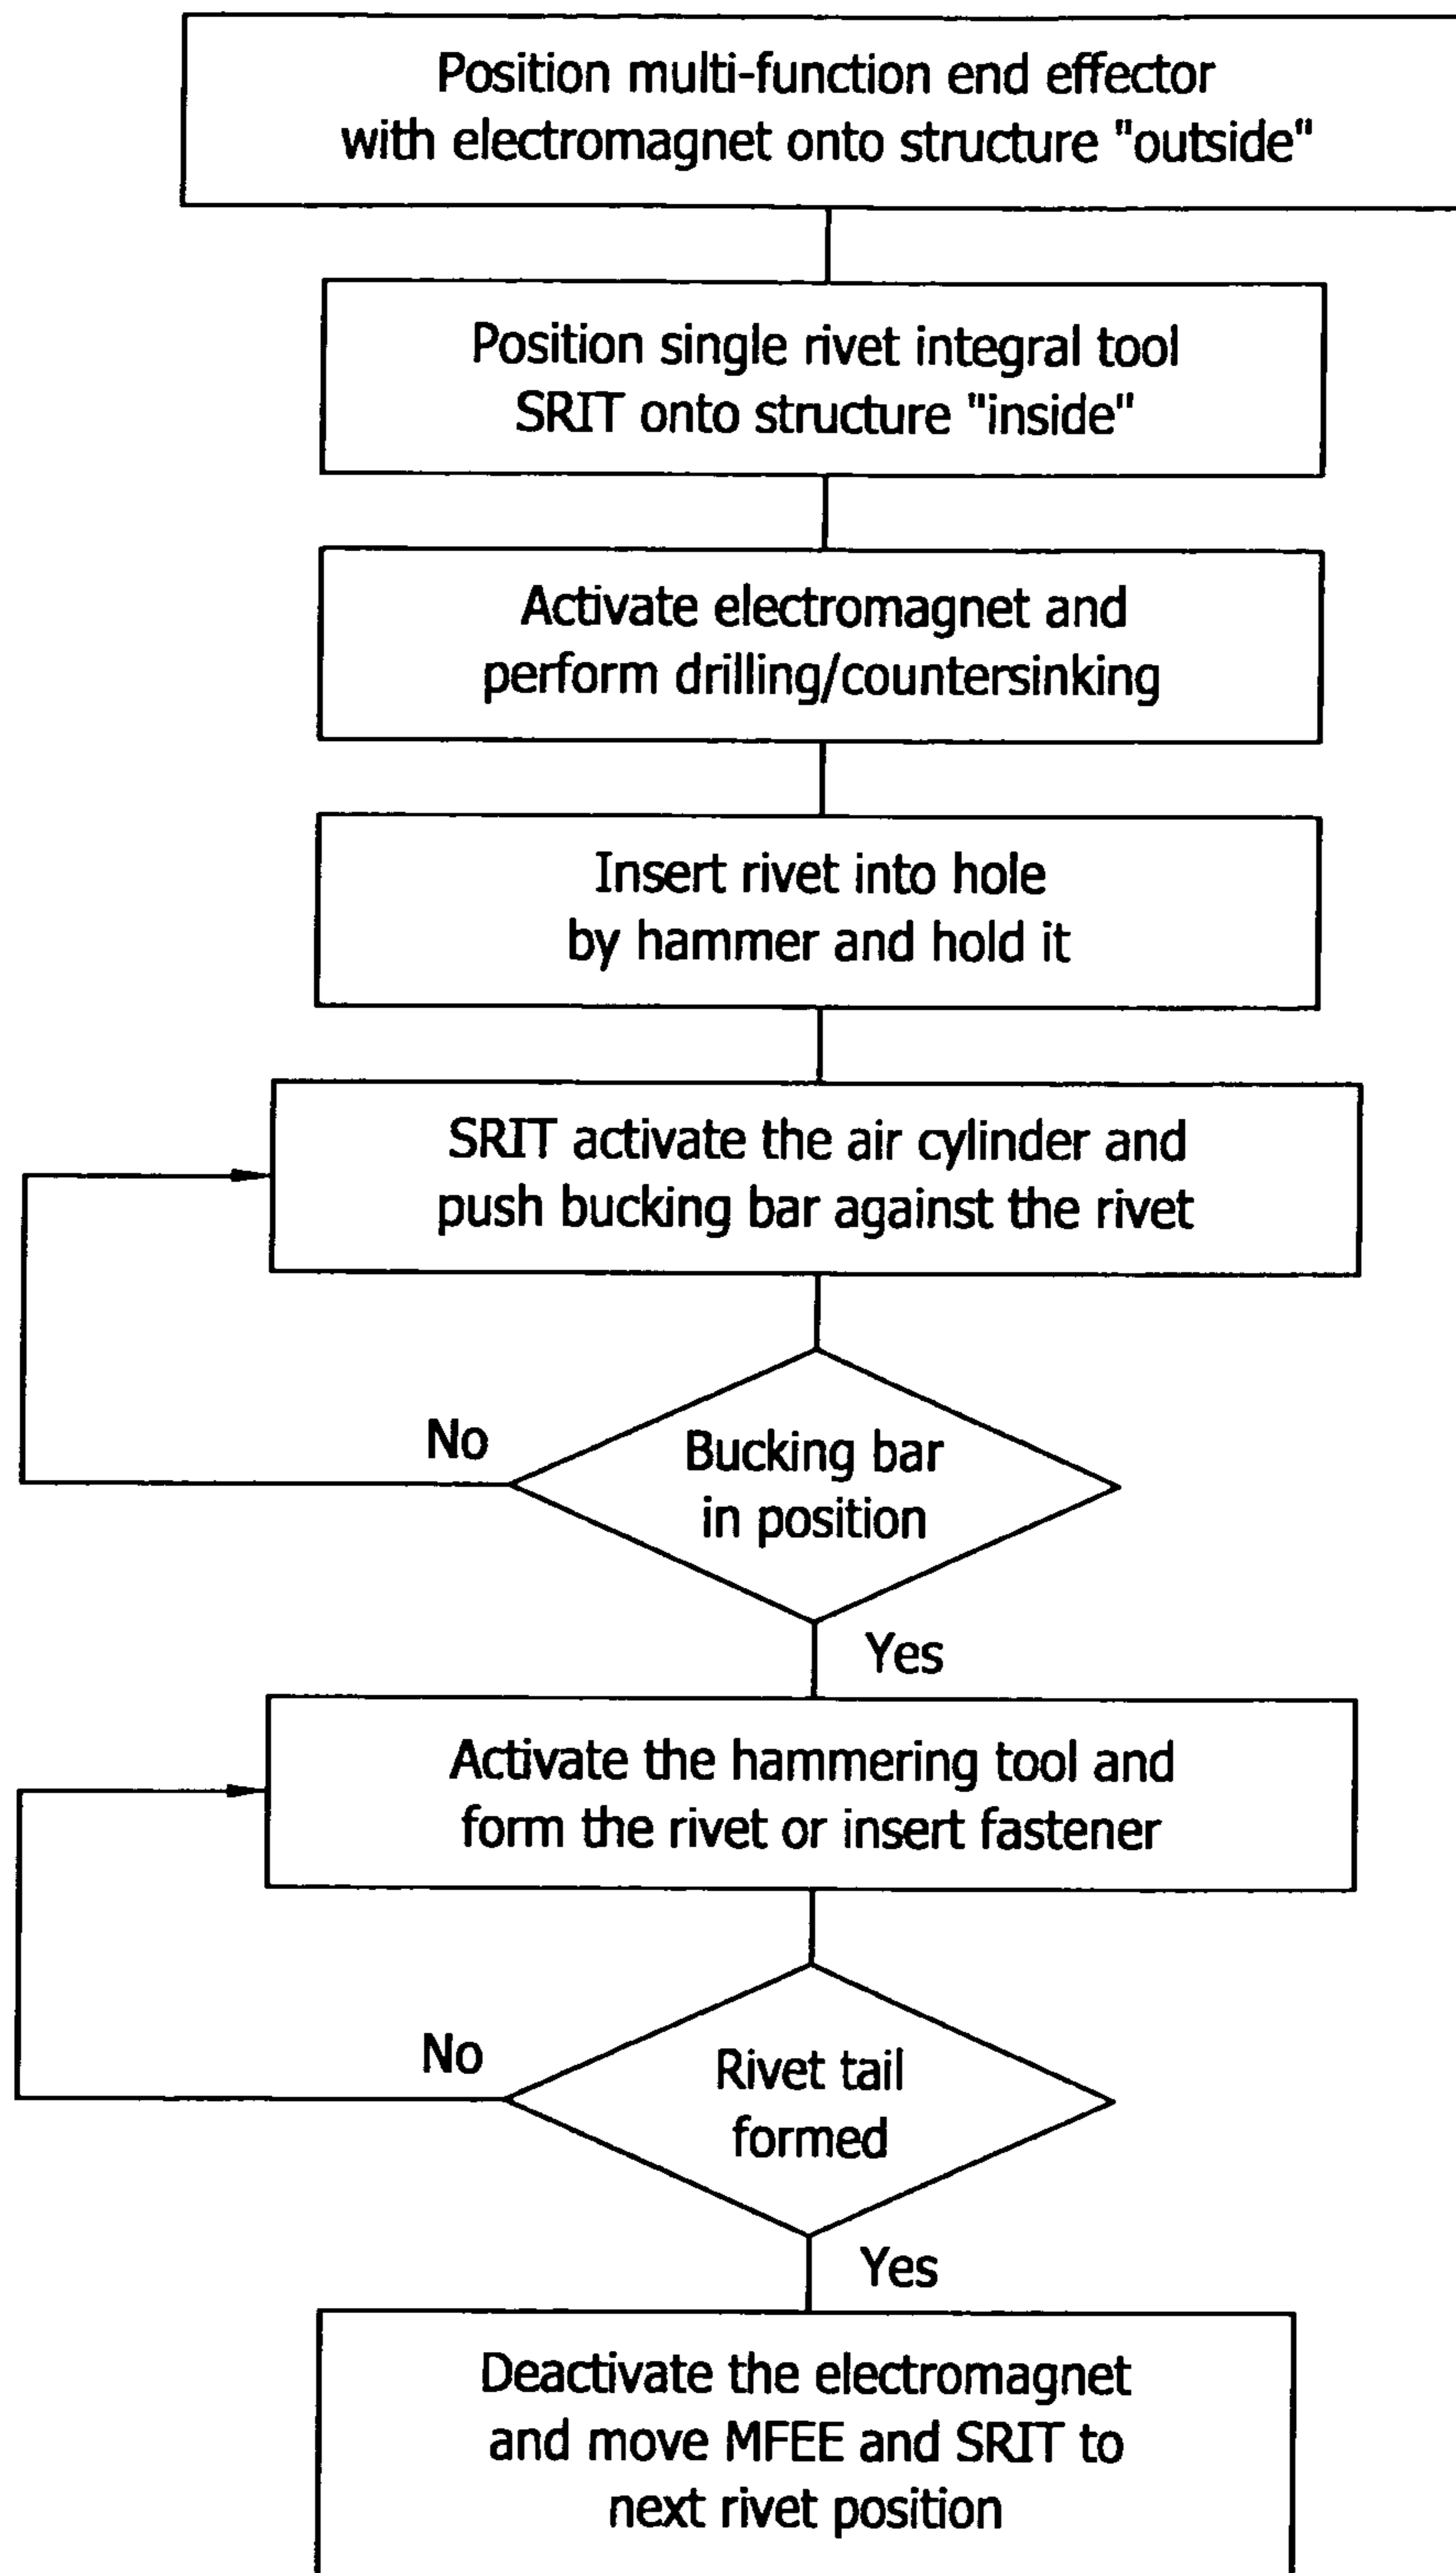 Position multi-function end effector
with electromagnet onto structure "outside"
Position single rivet integral tool
SRIT onto structure "inside"
Activate electromagnet and
perform drilling/countersinking
Insert rivet into hole
by hammer and hold it
SRIT activate the air cylinder and
push bucking bar against the rivet
No
Bucking bar
in position
Yes
Activate the hammering tool and
form the rivet or insert fastener
No
Rivet tail
formed
Yes
Deactivate the electromagnet
and move MFEE and SRIT to
next rivet position